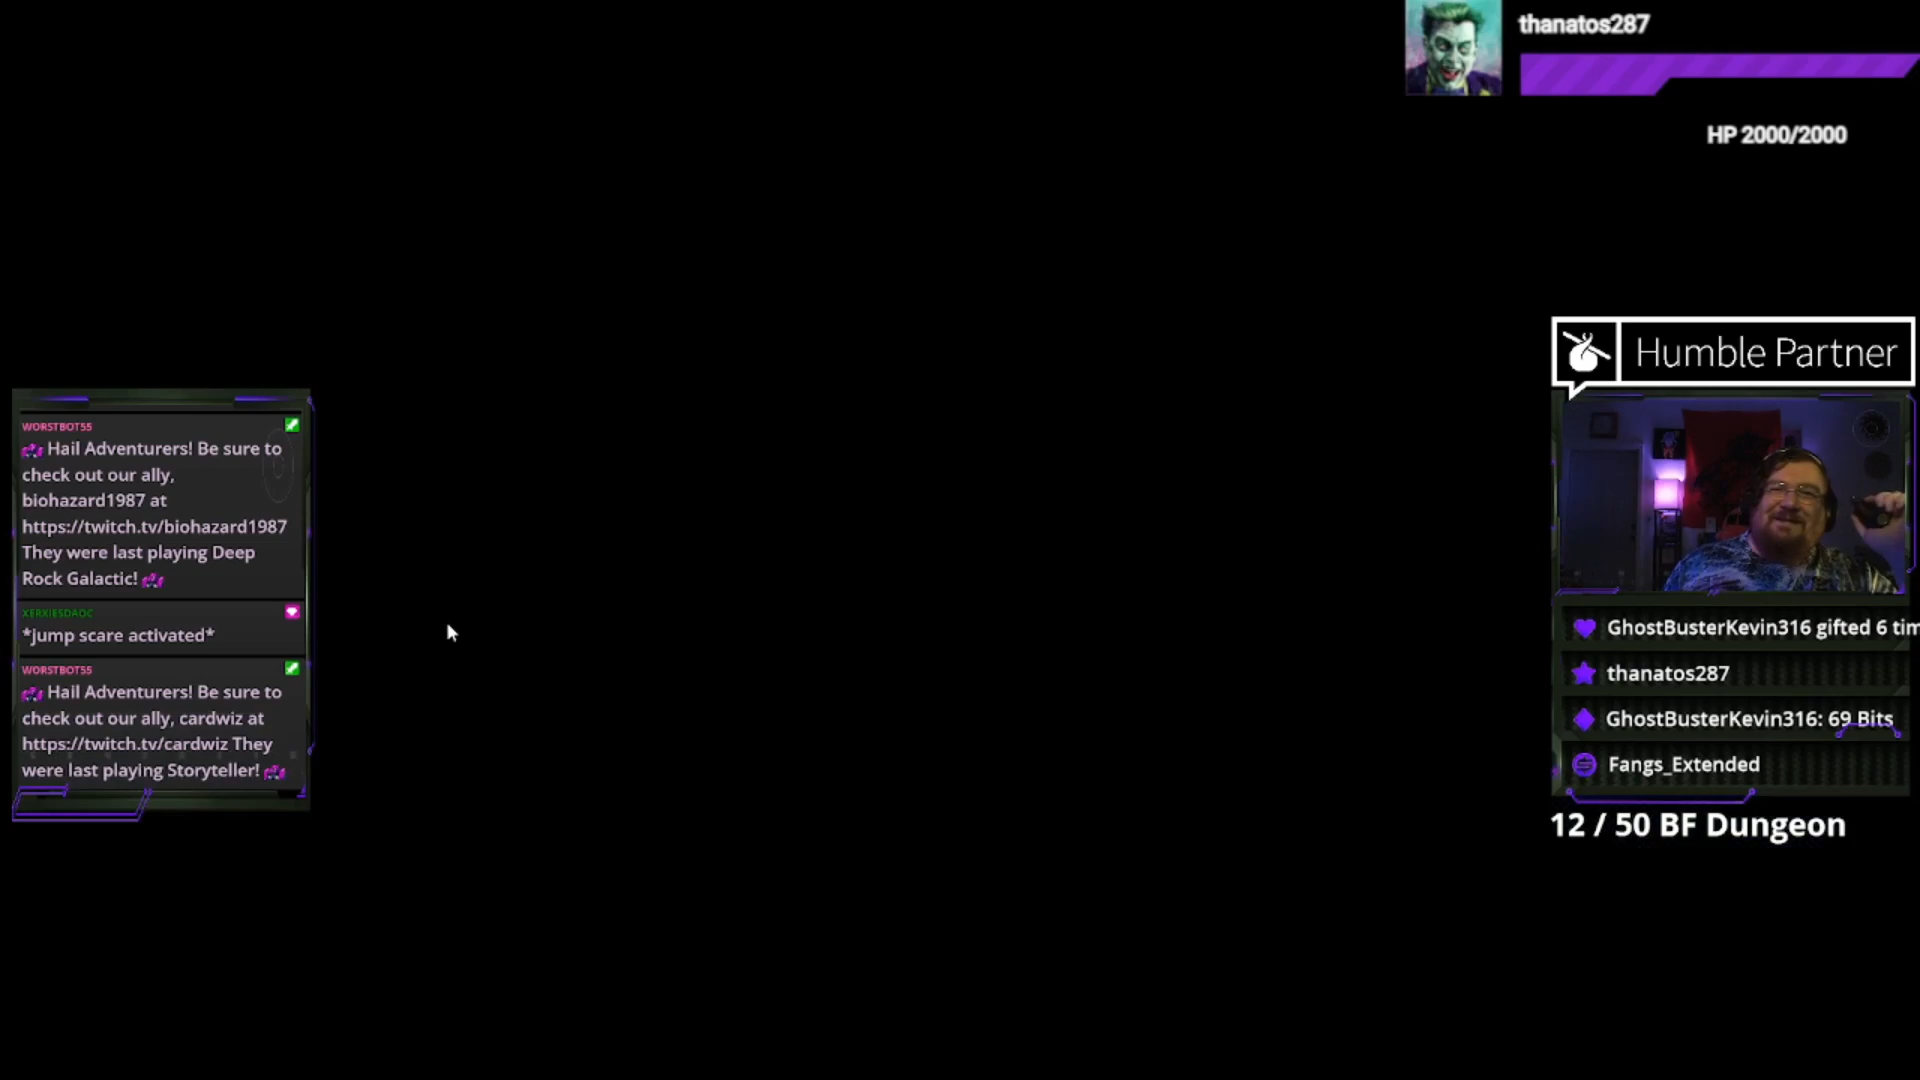 thanatos287
HP 2000/2000
Humble Partner
WORSTBOT55
Hail Adventurers! Be sure to
check out our ally,
biohazard1987 at
https://twitch.tv/biohazard1987
They were last playing Deep
Rock Galactic!
XERXIESDAOC
*jump scare activated*
WORSTBOT55
Hail Adventurers! Be sure to
check out our ally, cardwiz at
https://twitch.tv/cardwiz They
were last playing Storyteller!
GhostBusterKevin316 gifted 6 tim
thanatos287
GhostBusterKevin316: 69 Bits
Fangs_Extended
12 / 50 BF Dungeon